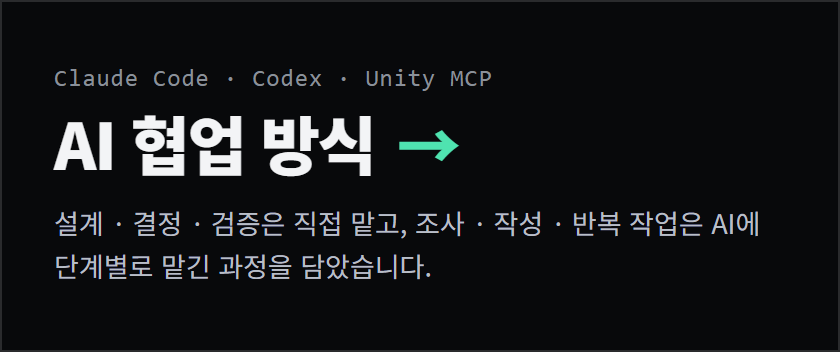 Claude Code · Codex · Unity MCP
AI 협업 방식 →
설계 · 결정 · 검증은 직접 맡고, 조사 · 작성 · 반복 작업은 AI에
단계별로 맡긴 과정을 담았습니다.